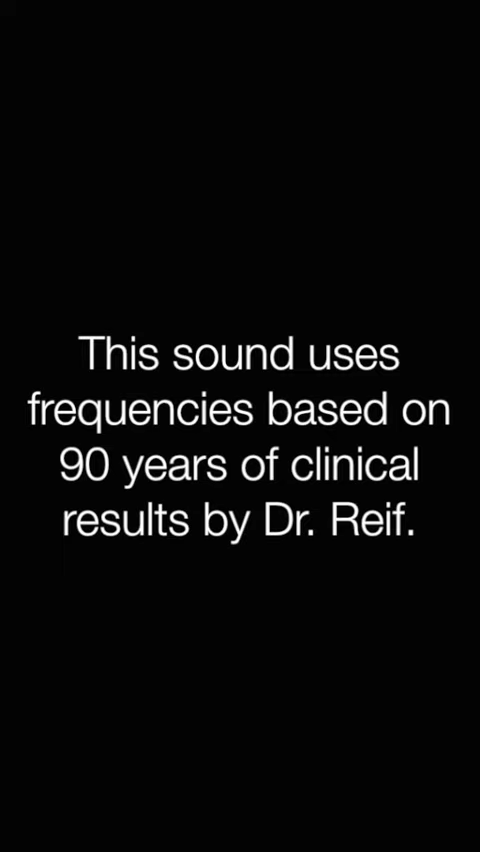 This sound uses
frequencies based on
90 years of clinical
results by Dr. Reif.